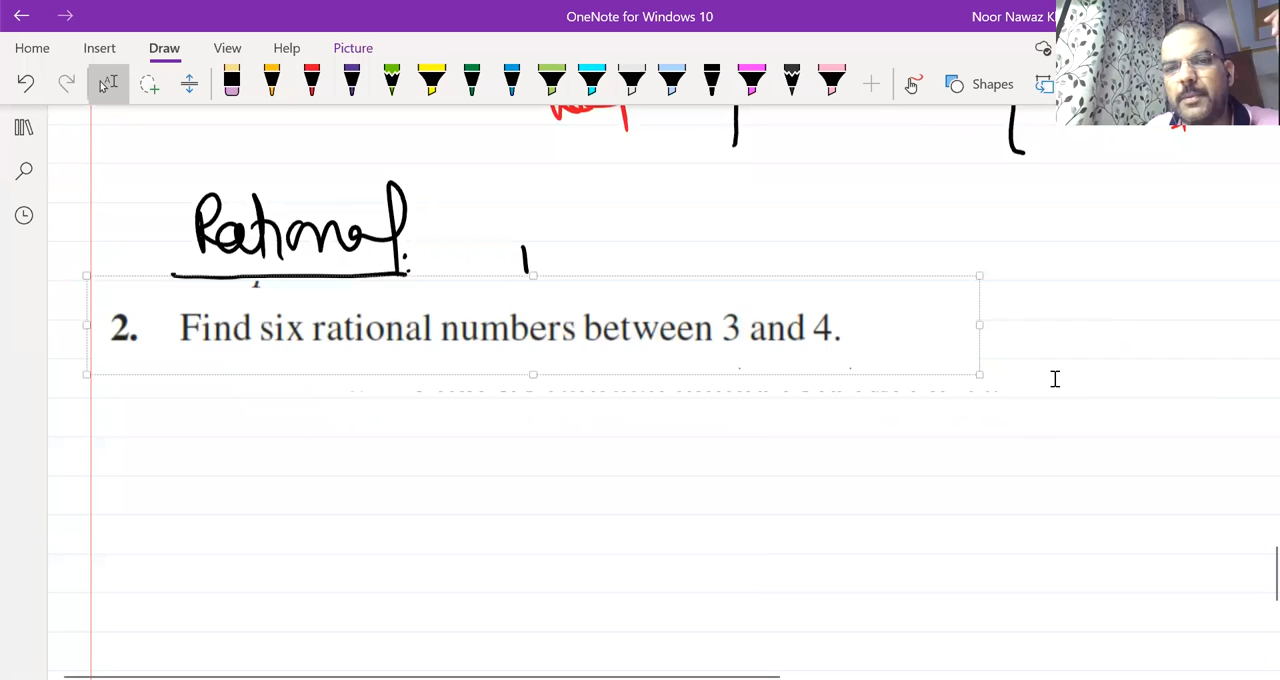 OneNote for Windows 10
Noor Nawaz K
Home Insert Draw View Help Picture
Shapes
Rational
2. Find six rational numbers between 3 and 4.